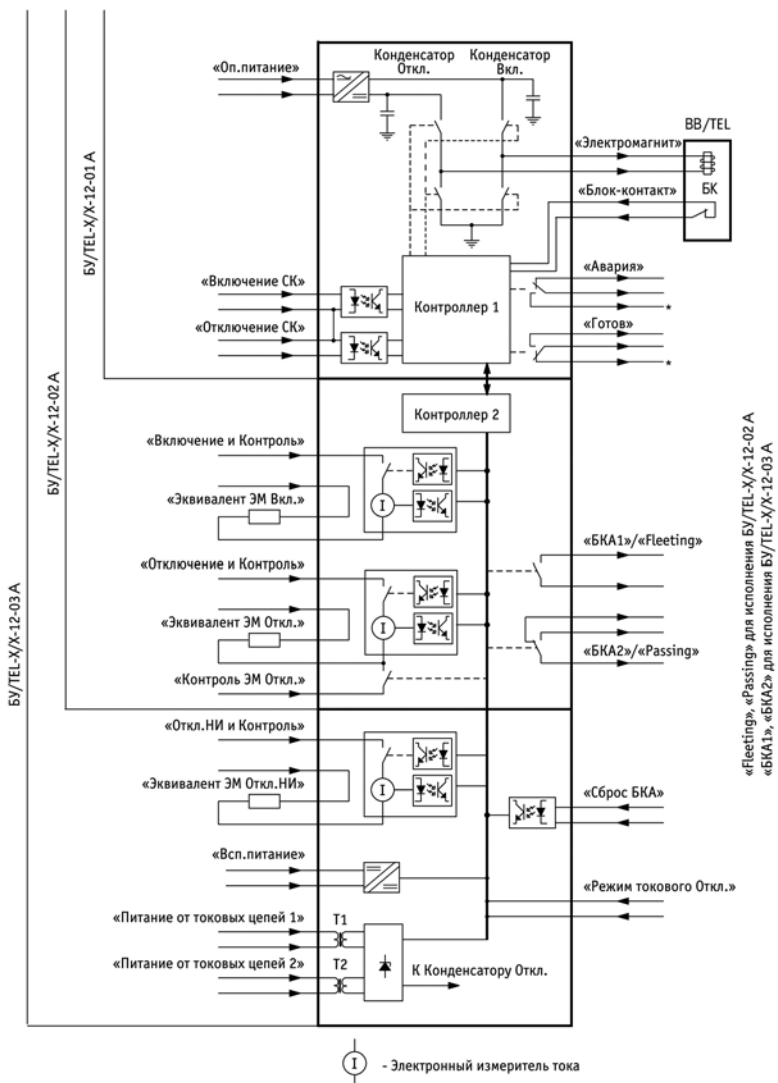 «Оп.питание»
Конденсатор
Откл.
Конденсатор
Вкл.
BB/TEL
«Электромагнит»
«Блок-контакт»
БК
БУ/TEL-X/X-12-01 А
«Включение СК»
«Отключение СК»
Контроллер 1
«Авария»
*
«Готов»
*
БУ/TEL-X/X-12-02 А
Контроллер 2
«Включение и Контроль»
«Эквивалент ЭМ Вкл.»
I
«БКА1»/«Fleeting»
«Отключение и Контроль»
«Эквивалент ЭМ Откл.»
I
«БКА2»/«Passing»
«Контроль ЭМ Откл.»
БУ/TEL-X/X-12-03 А
«Откл.НИ и Контроль»
«Эквивалент ЭМ Откл.НИ»
I
«Сброс БКА»
«Всп.питание»
«Режим токового Откл.»
«Питание от токовых цепей 1»
Т1
«Питание от токовых цепей 2»
Т2
К Конденсатору Откл.
«Fleeting», «Passing» для исполнения БУ/TEL-X/X-12-02 А
«БКА1», «БКА2» для исполнения БУ/TEL-X/X-12-03 А
I - Электронный измеритель тока